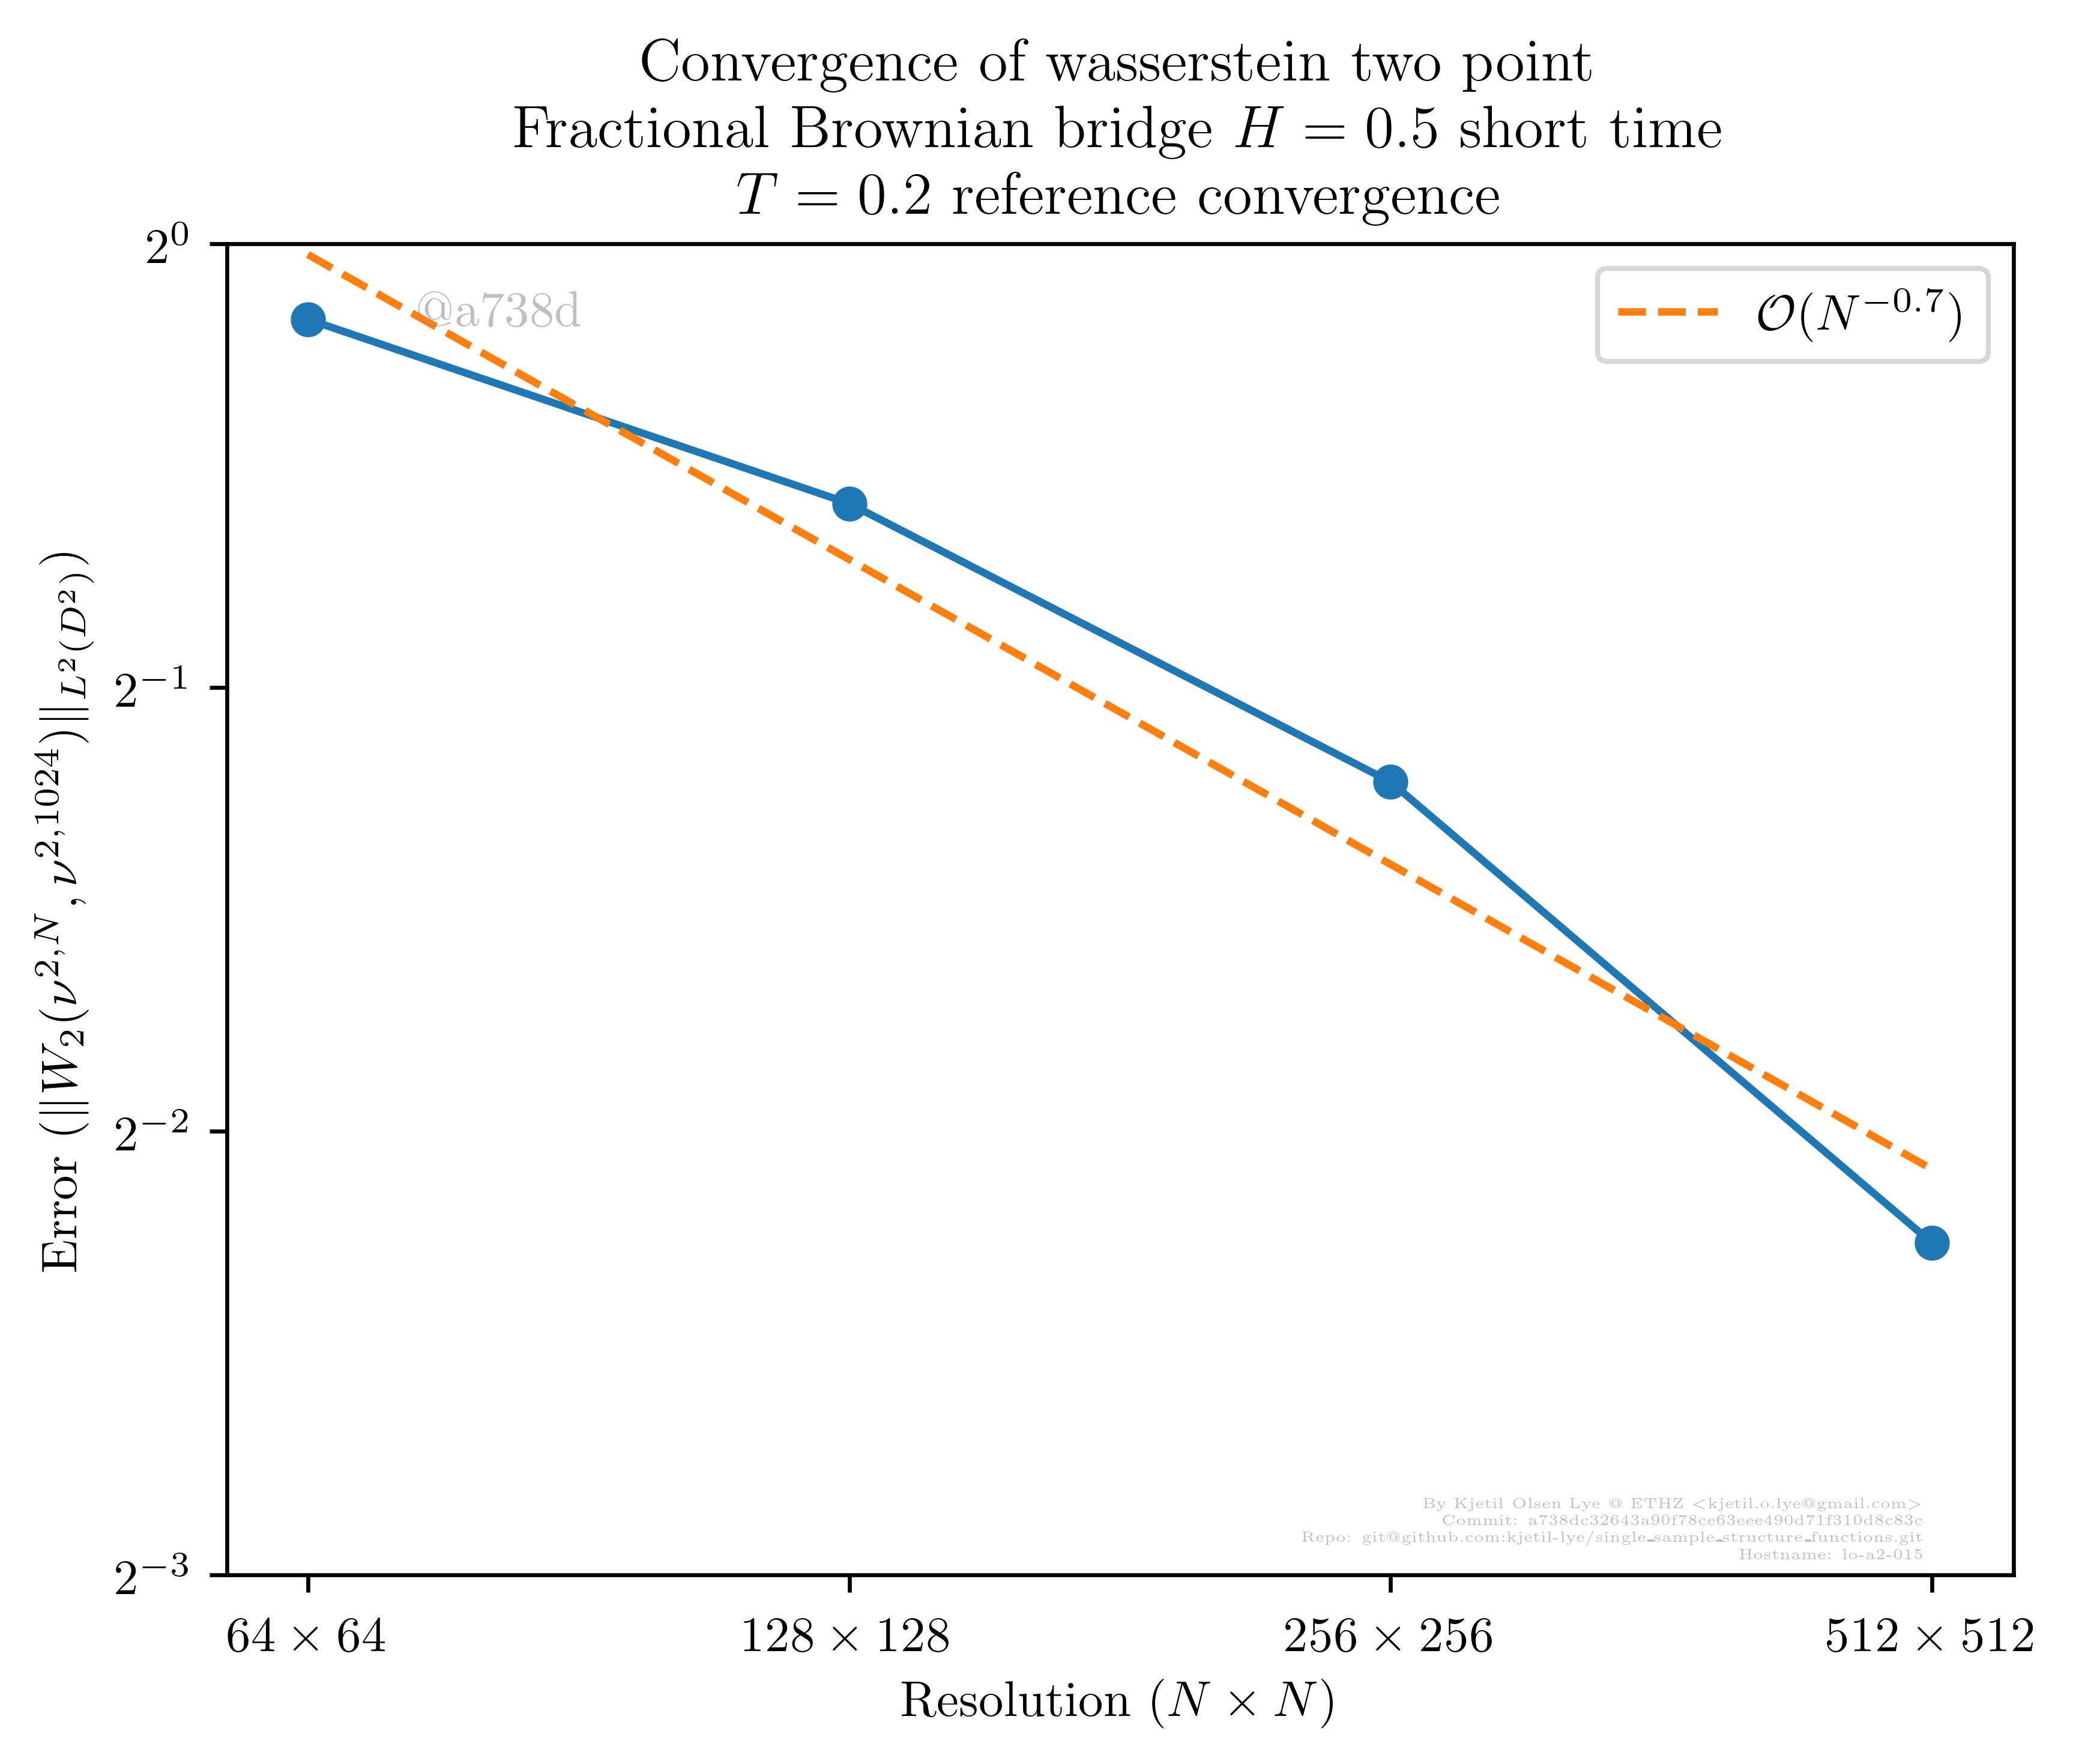 Convergence of wasserstein two point
Fractional Brownian bridge H = 0.5 short time
T = 0.2 reference convergence
@a738d
O(N^{-0.7})
2^0
2^{-1}
2^{-2}
2^{-3}
Error (||W_2(ν^{2,N}, ν^{2,1024})||_{L^2(D^2)})
By Kjetil Olsen Lye @ ETHZ <kjetil.o.lye@gmail.com>
Commit: a738dc32643a90f78ce63eee490d71f310d8c83c
Repo: git@github.com:kjetil-lye/single_sample_structure_functions.git
Hostname: lo-a2-015
64 × 64 128 × 128 256 × 256 512 × 512
Resolution (N × N)